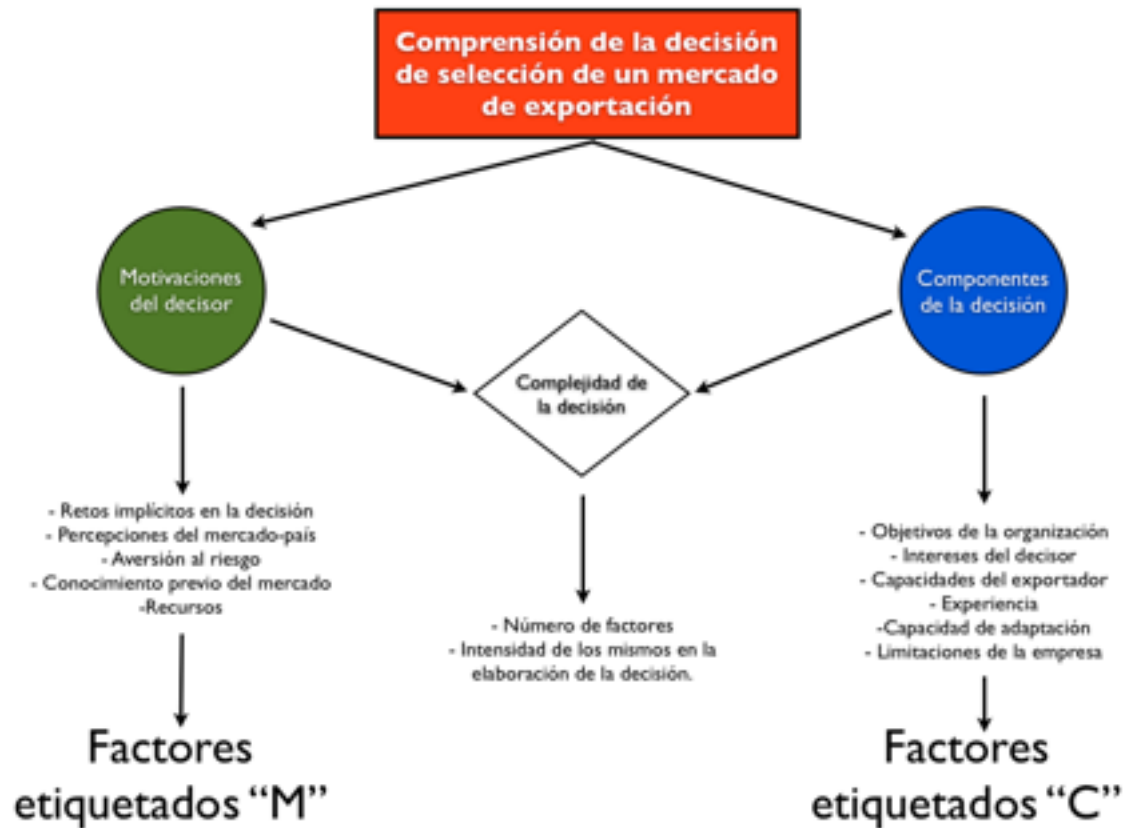 Comprensión de la decisión
de selección de un mercado
de exportación
Motivaciones
del decisor
Componentes
de la decisión
Complejidad de
la decisión
- Retos implícitos en la decisión
- Percepciones del mercado-país
- Aversión al riesgo
- Conocimiento previo del mercado
-Recursos
- Número de factores
- Intensidad de los mismos en la
elaboración de la decisión.
- Objetivos de la organización
- Intereses del decisor
- Capacidades del exportador
- Experiencia
-Capacidad de adaptación
- Limitaciones de la empresa
Factores
etiquetados “M”
Factores
etiquetados “C”